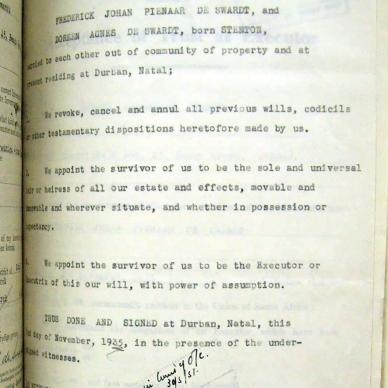 FREDERICK JOHAN PIENAAR DE SWARDT, and
DOREEN AGNES DE SWARDT, born STENTON,
to each other out of community of property and at
present residing at Durban, Natal;
We revoke, cancel and annul all previous wills, codicils
or other testamentary dispositions heretofore made by us.
We appoint the survivor of us to be the sole and universal
heir or heiress of all our estate and effects, movable and
immovable and wherever situate, and whether in possession or
expectancy.
We appoint the survivor of us to be the Executor or
Executrix of this our will, with power of assumption.
THUS DONE AND SIGNED at Durban, Natal, this
day of November, 1935, in the presence of the under-
signed witnesses.